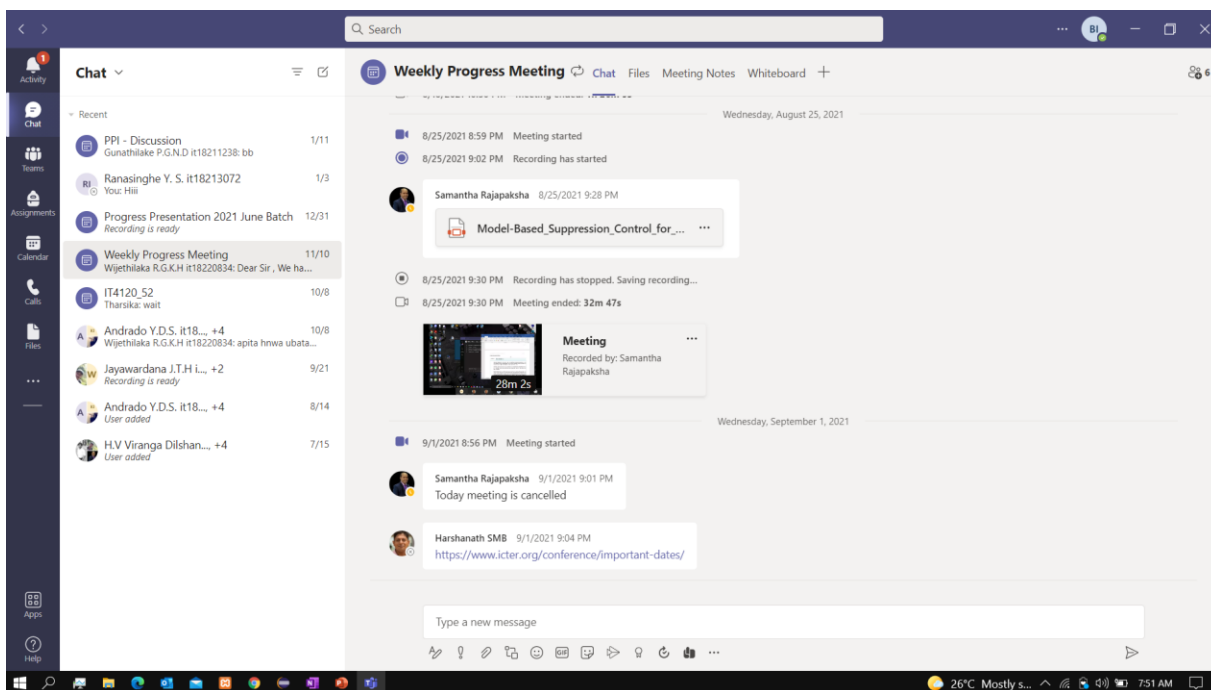 Search
BI
1
Activity
Chat
Teams
Assignments
Calendar
Calls
Files
Apps
Help
Chat
Recent
PPI - Discussion 1/11
Gunathilake P.G.N.D it18211238: bb
RI
Ranasinghe Y. S. it18213072 1/3
You: Hiii
Progress Presentation 2021 June Batch 12/31
Recording is ready
Weekly Progress Meeting 11/10
Wijethilaka R.G.K.H it18220834: Dear Sir , We ha...
IT4120_52 10/8
Tharsika: wait
A
Andrado Y.D.S. it18..., +4 10/8
Wijethilaka R.G.K.H it18220834: apita hnwa ubata...
W
Jayawardana J.T.H i..., +2 9/21
Recording is ready
A
Andrado Y.D.S. it18..., +4 8/14
User added
H.V Viranga Dilshan..., +4 7/15
User added
Weekly Progress Meeting Chat Files Meeting Notes Whiteboard
6
Wednesday, August 25, 2021
8/25/2021 8:59 PM Meeting started
8/25/2021 9:02 PM Recording has started
Samantha Rajapaksha 8/25/2021 9:28 PM
Model-Based_Suppression_Control_for_... ...
8/25/2021 9:30 PM Recording has stopped. Saving recording...
8/25/2021 9:30 PM Meeting ended: 32m 47s
Meeting ...
Recorded by: Samantha
Rajapaksha
28m 2s
Wednesday, September 1, 2021
9/1/2021 8:56 PM Meeting started
Samantha Rajapaksha 9/1/2021 9:01 PM
Today meeting is cancelled
Harshanath SMB 9/1/2021 9:04 PM
https://www.icter.org/conference/important-dates/
Type a new message
GIF
26°C Mostly s... 7:51 AM